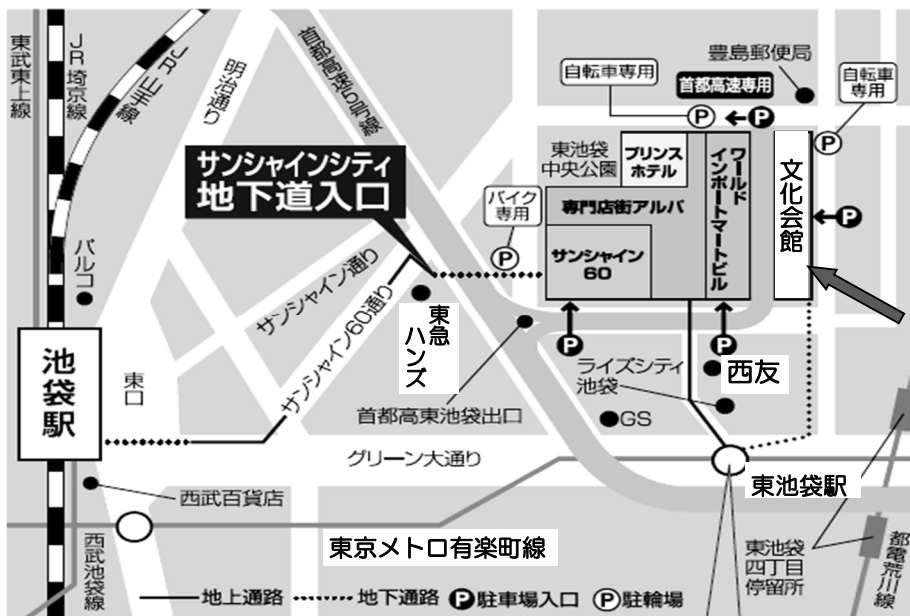 東武東上線
JR埼京線
JR山手線
明治通り
首都高速5号線
豊島郵便局
自転車専用
首都高速専用
自転車
専用
P
P
P
東池袋
中央公園
プリンス
ホテル
ワールド
インポートマートビル
文化会館
サンシャインシティ
地下道入口
バイク
専用
P
専門店街アルパ
サンシャイン
60
P
パルコ
サンシャイン通り
サンシャイン60通り
東急
ハンズ
P
P
池袋駅
東口
ライズシティ
池袋
西友
首都高東池袋出口
GS
グリーン大通り
東池袋駅
西武百貨店
東京メトロ有楽町線
西武池袋線
東池袋
四丁目
停留所
都電荒川線
地上通路
地下通路
P駐車場入口
P駐輪場